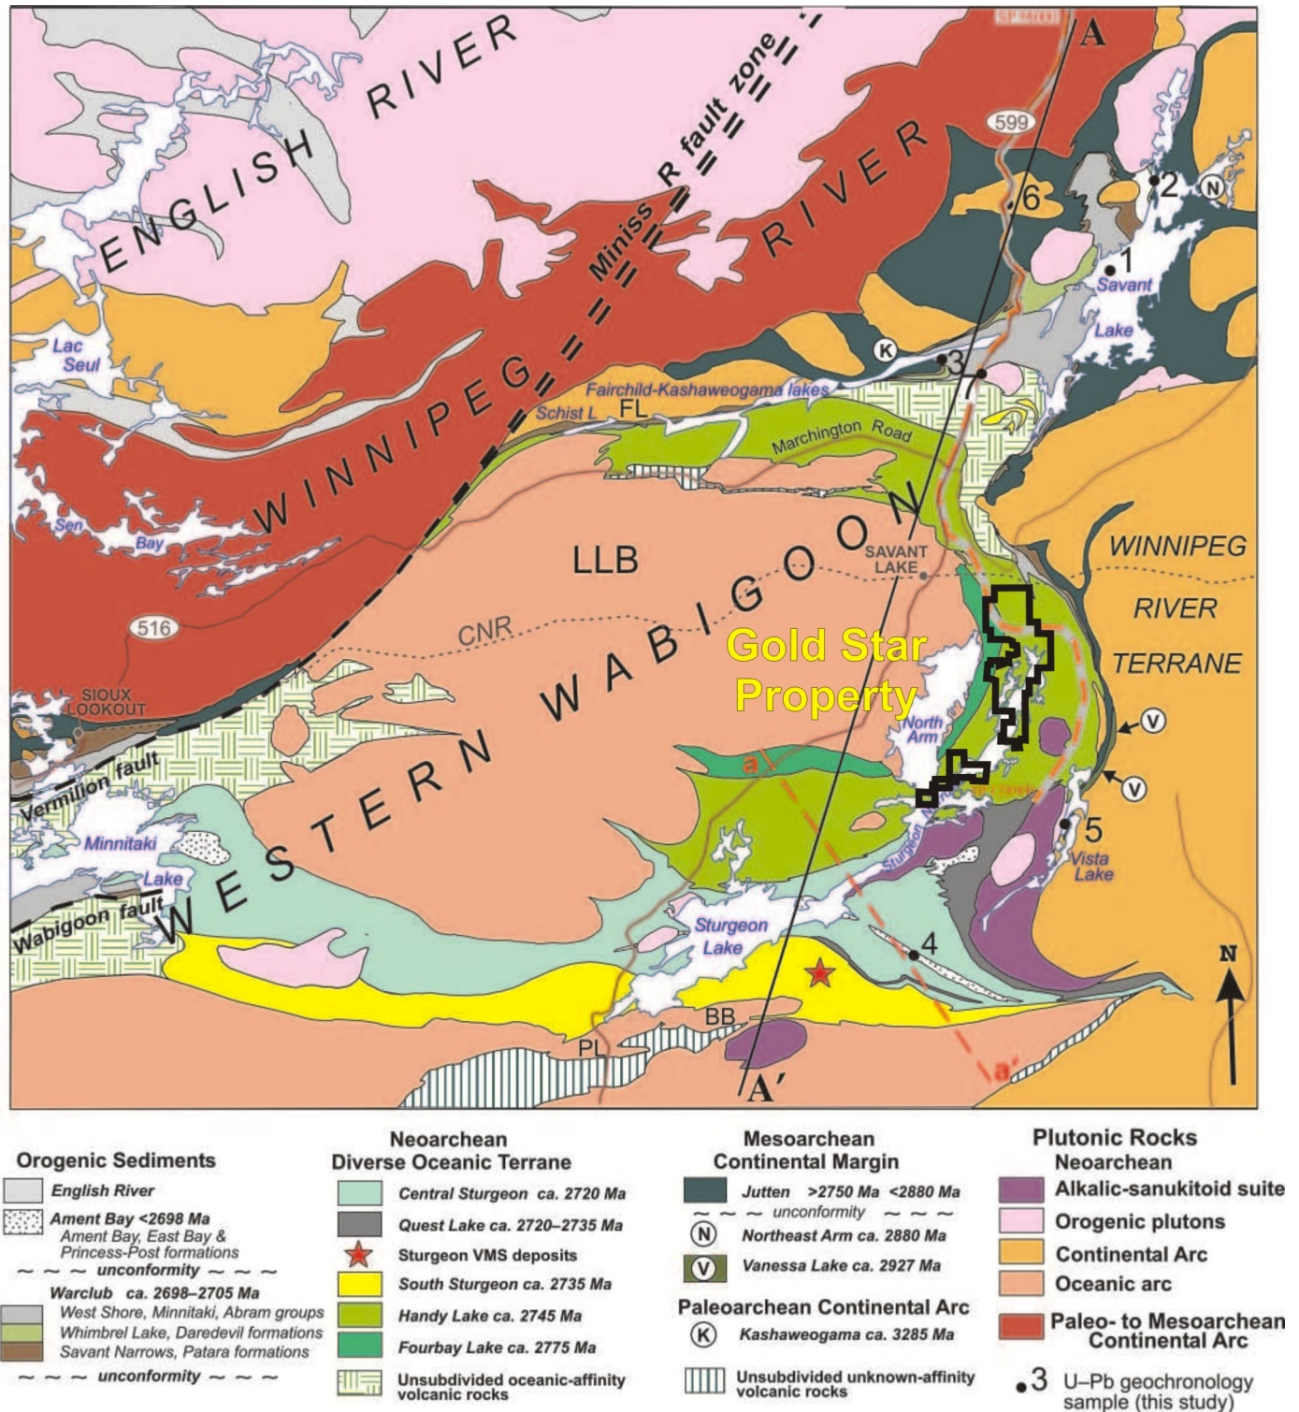 A
ENGLISH RIVER
Miniss R fault zone
599
6
2
N
WINNIPEG RIVER
1
Savant
Lake
Lac
Seul
K
3
7
Fairchild-Kashaweogama lakes
Schist L
FL
Marchington Road
Sen
Bay
LLB
SAVANT
LAKE
WINNIPEG
RIVER
TERRANE
516
CNR
WESTERN WABIGOON
Gold Star
Property
SIOUX
LOOKOUT
North
Arm
V
V
Vermilion fault
a
Minnitaki
Lake
5
Vista
Lake
Wabigoon fault
Sturgeon
Lake
4
N
BB
PL
A′
a′
Orogenic Sediments
English River
Ament Bay <2698 Ma
Ament Bay, East Bay &
Princess-Post formations
~ ~ ~ unconformity ~ ~ ~
Warclub ca. 2698–2705 Ma
West Shore, Minnitaki, Abram groups
Whimbrel Lake, Daredevil formations
Savant Narrows, Patara formations
~ ~ ~ unconformity ~ ~ ~
Neoarchean
Diverse Oceanic Terrane
Central Sturgeon ca. 2720 Ma
Quest Lake ca. 2720–2735 Ma
Sturgeon VMS deposits
South Sturgeon ca. 2735 Ma
Handy Lake ca. 2745 Ma
Fourbay Lake ca. 2775 Ma
Unsubdivided oceanic-affinity
volcanic rocks
Mesoarchean
Continental Margin
Jutten >2750 Ma <2880 Ma
~ ~ ~ unconformity ~ ~ ~
N Northeast Arm ca. 2880 Ma
V Vanessa Lake ca. 2927 Ma
Paleoarchean Continental Arc
K Kashaweogama ca. 3285 Ma
Unsubdivided unknown-affinity
volcanic rocks
Plutonic Rocks
Neoarchean
Alkalic-sanukitoid suite
Orogenic plutons
Continental Arc
Oceanic arc
Paleo- to Mesoarchean
Continental Arc
3 U–Pb geochronology
sample (this study)